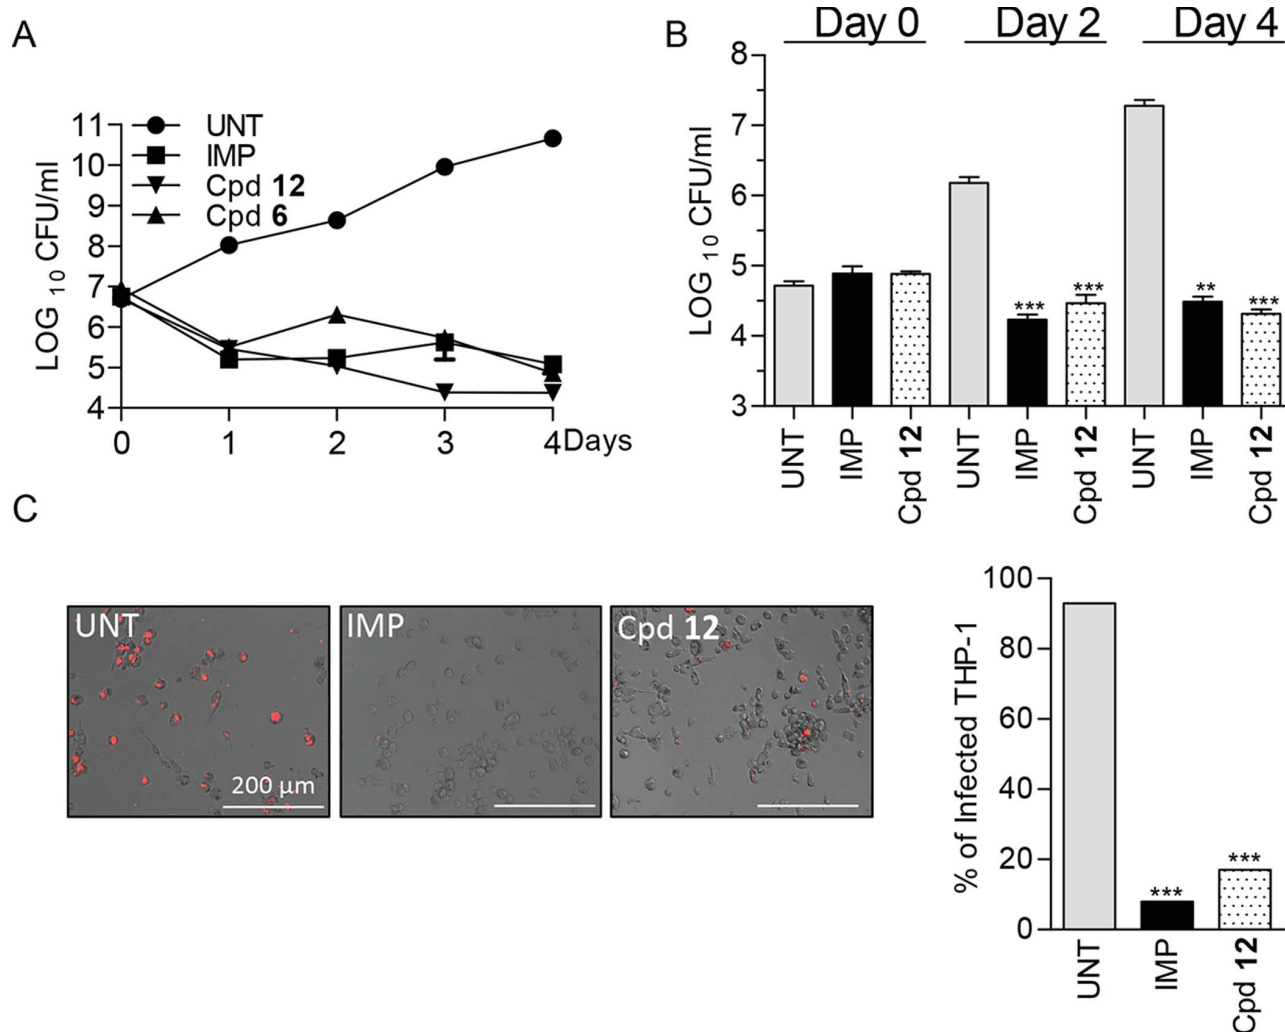 A
LOG 10 CFU/ml
11
10
9
8
7
6
5
4
UNT
IMP
Cpd 12
Cpd 6
0 1 2 3 4 Days
B
Day 0 Day 2 Day 4
LOG 10 CFU/ml
8
7
6
5
4
3
*** *** ** ***
UNT IMP Cpd 12 UNT IMP Cpd 12 UNT IMP Cpd 12
C
UNT
200 µm
IMP
Cpd 12
% of Infected THP-1
100
80
60
40
20
0
*** ***
UNT IMP Cpd 12